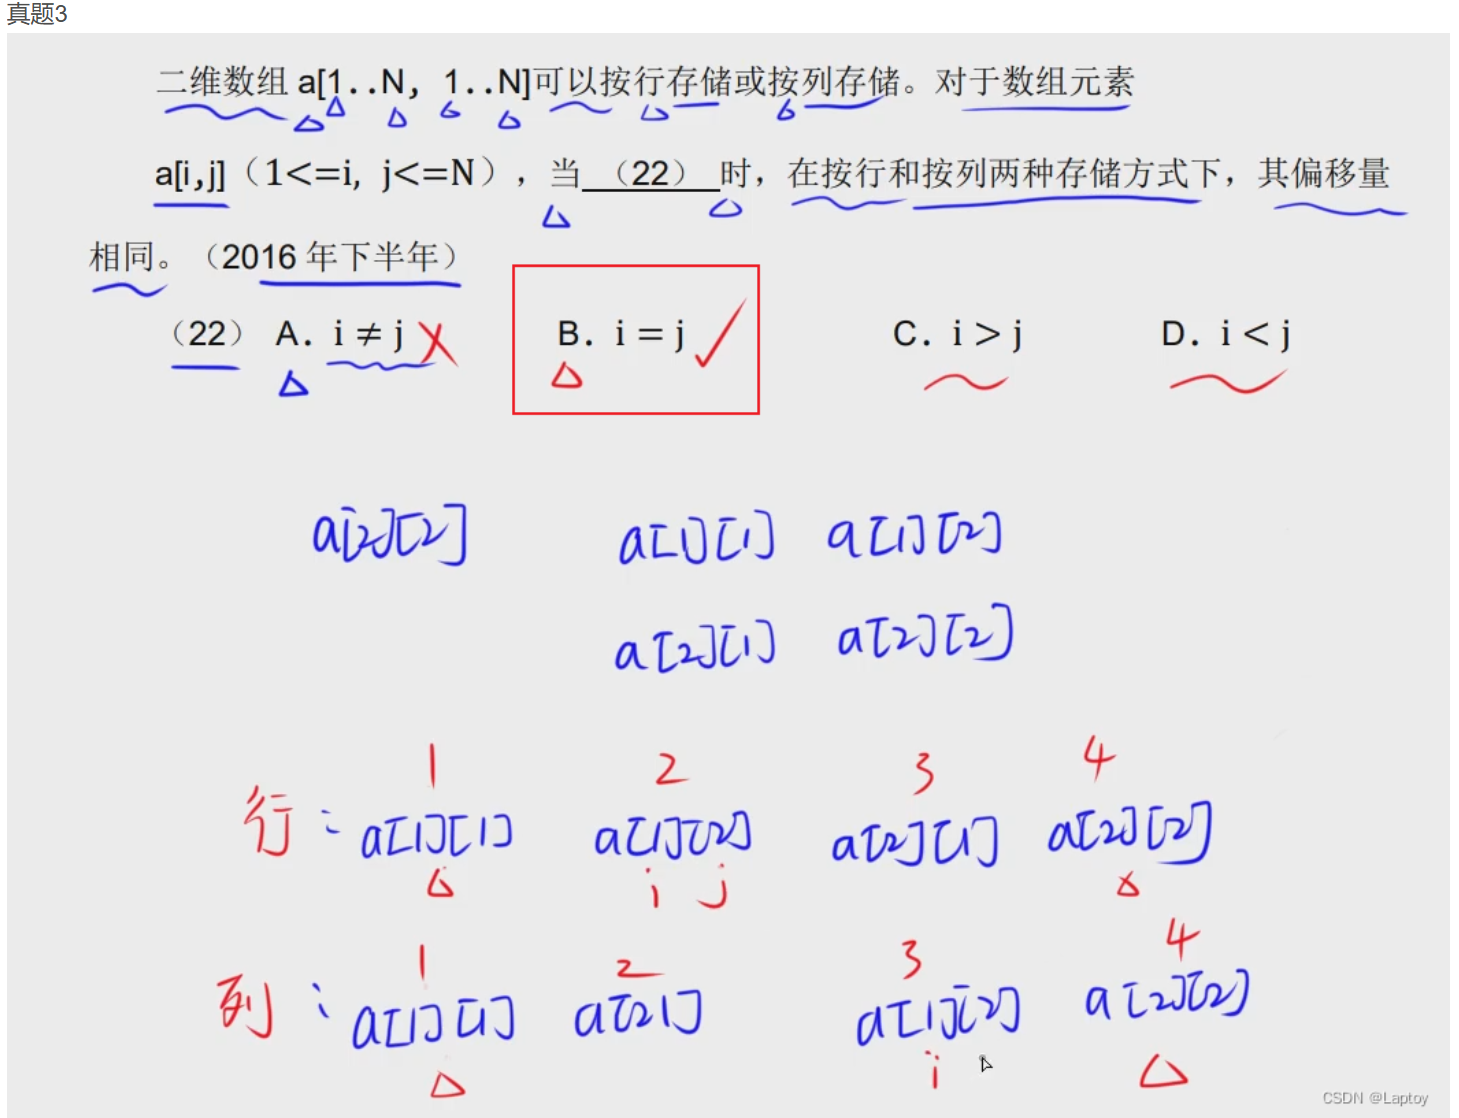 真题3
二维数组 a[1..N, 1..N]可以按行存储或按列存储。对于数组元素
a[i,j]（1<=i, j<=N），当 （22） 时，在按行和按列两种存储方式下，其偏移量
相同。（2016 年下半年）
（22） A. i ≠ j B. i = j C. i > j D. i < j
a[2][2] a[1][1] a[1][2]
a[2][1] a[2][2]
1 2 3 4
行: a[1][1] a[1][2] a[2][1] a[2][2]
i j
1 2 3 4
列: a[1][1] a[21] a[1][2] a[2][2]
i
CSDN @Laptoy